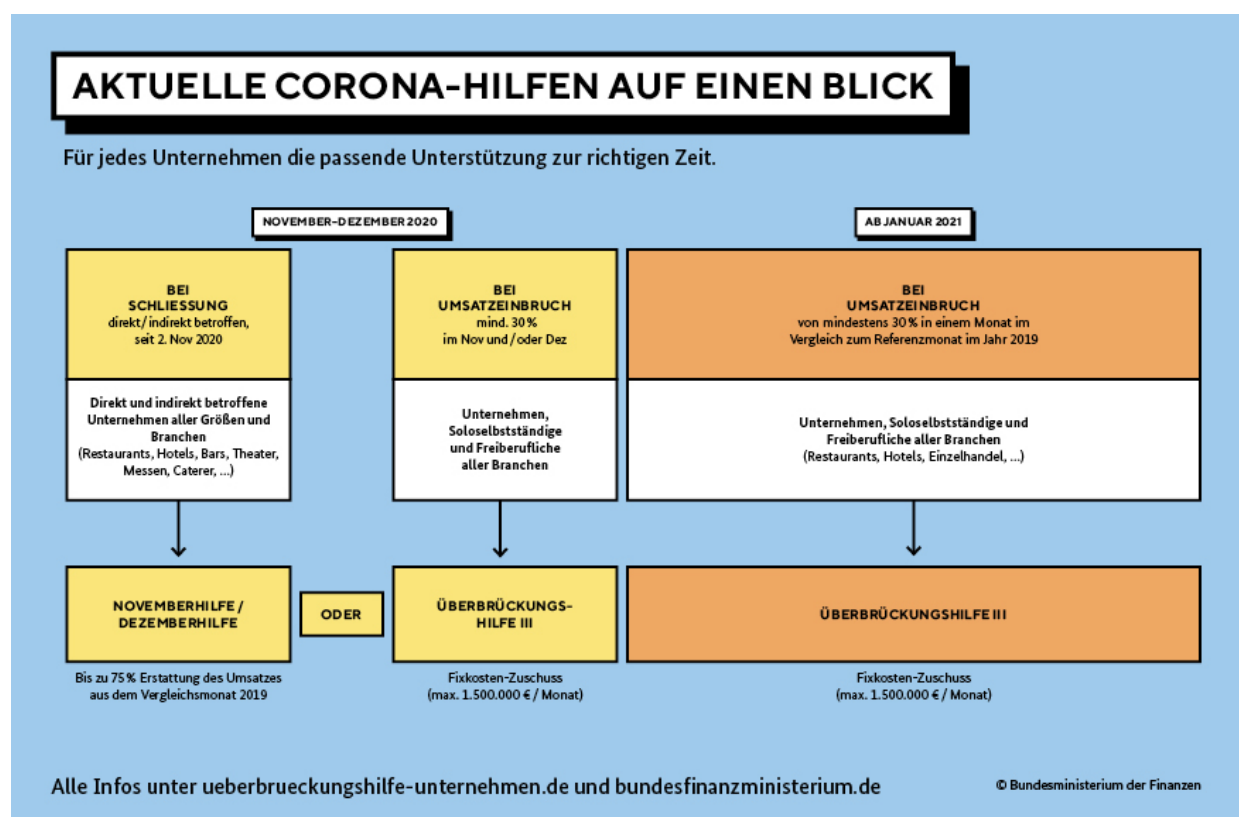 AKTUELLE CORONA-HILFEN AUF EINEN BLICK
Für jedes Unternehmen die passende Unterstützung zur richtigen Zeit.
NOVEMBER–DEZEMBER 2020
BEI
SCHLIESSUNG
direkt/indirekt betroffen,
seit 2. Nov 2020
Direkt und indirekt betroffene
Unternehmen aller Größen und
Branchen
(Restaurants, Hotels, Bars, Theater,
Messen, Caterer, ...)
NOVEMBERHILFE/
DEZEMBERHILFE
Bis zu 75 % Erstattung des Umsatzes
aus dem Vergleichsmonat 2019
ODER
BEI
UMSATZEINBRUCH
mind. 30 %
im Nov und/oder Dez
Unternehmen,
Soloselbstständige
und Freiberufliche
aller Branchen
ÜBERBRÜCKUNGS-
HILFE III
Fixkosten-Zuschuss
(max. 1.500.000 € / Monat)
AB JANUAR 2021
BEI
UMSATZEINBRUCH
von mindestens 30 % in einem Monat im
Vergleich zum Referenzmonat im Jahr 2019
Unternehmen, Soloselbstständige und
Freiberufliche aller Branchen
(Restaurants, Hotels, Einzelhandel, ...)
ÜBERBRÜCKUNGSHILFE III
Fixkosten-Zuschuss
(max. 1.500.000 € / Monat)
Alle Infos unter ueberbrueckungshilfe-unternehmen.de und bundesfinanzministerium.de
© Bundesministerium der Finanzen